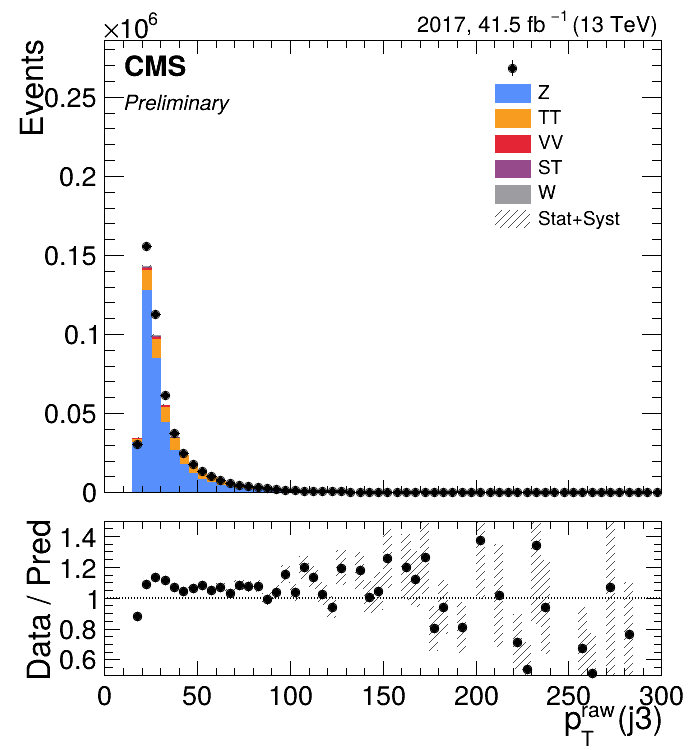 ×10^6
2017, 41.5 fb^-1 (13 TeV)
CMS
Preliminary
Events
0.25
0.2
0.15
0.1
0.05
0
Z
TT
VV
ST
W
Stat+Syst
Data / Pred
1.4
1.2
1
0.8
0.6
0 50 100 150 200 250 300
p_T^raw(j3)